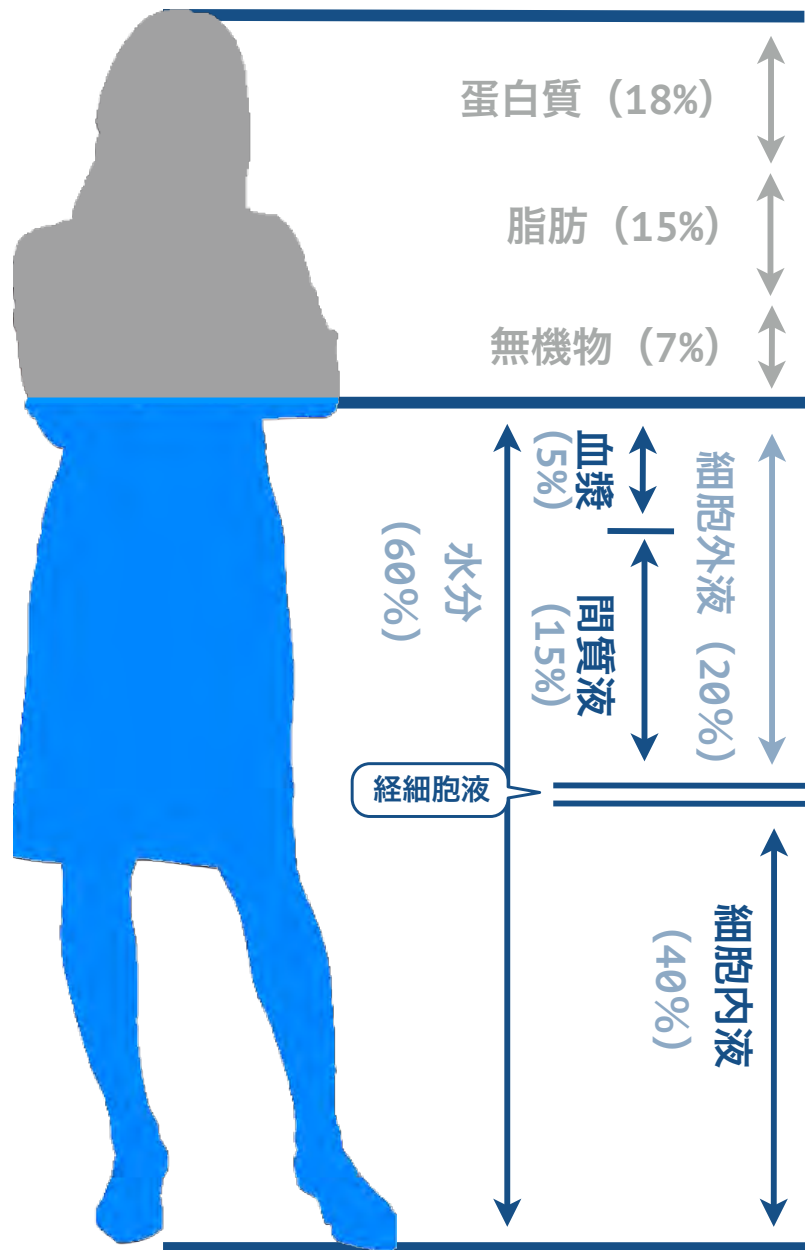 蛋白質 (18%)
脂肪 (15%)
無機物 (7%)
水分
(60%)
血漿
(5%)
間質液
(15%)
細胞外液 (20%)
経細胞液
細胞内液
(40%)